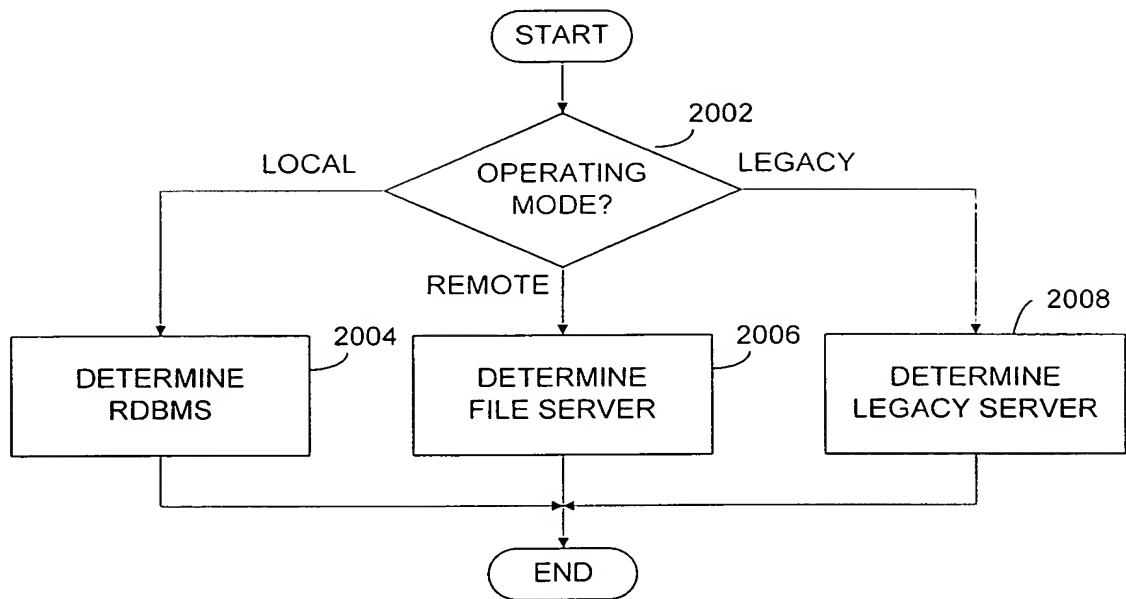 START
2002
LOCAL
OPERATING
MODE?
LEGACY
REMOTE
2004
DETERMINE
RDBMS
2006
DETERMINE
FILE SERVER
2008
DETERMINE
LEGACY SERVER
END